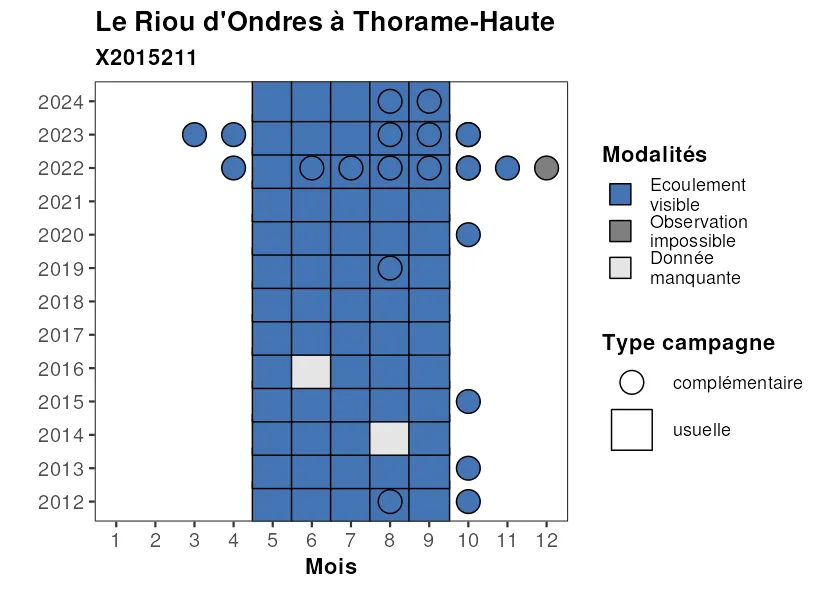 Le Riou d'Ondres à Thorame-Haute
X2015211
2024
2023
2022
2021
2020
2019
2018
2017
2016
2015
2014
2013
2012
1 2 3 4 5 6 7 8 9 10 11 12
Mois
Modalités
Ecoulement
visible
Observation
impossible
Donnée
manquante
Type campagne
complémentaire
usuelle